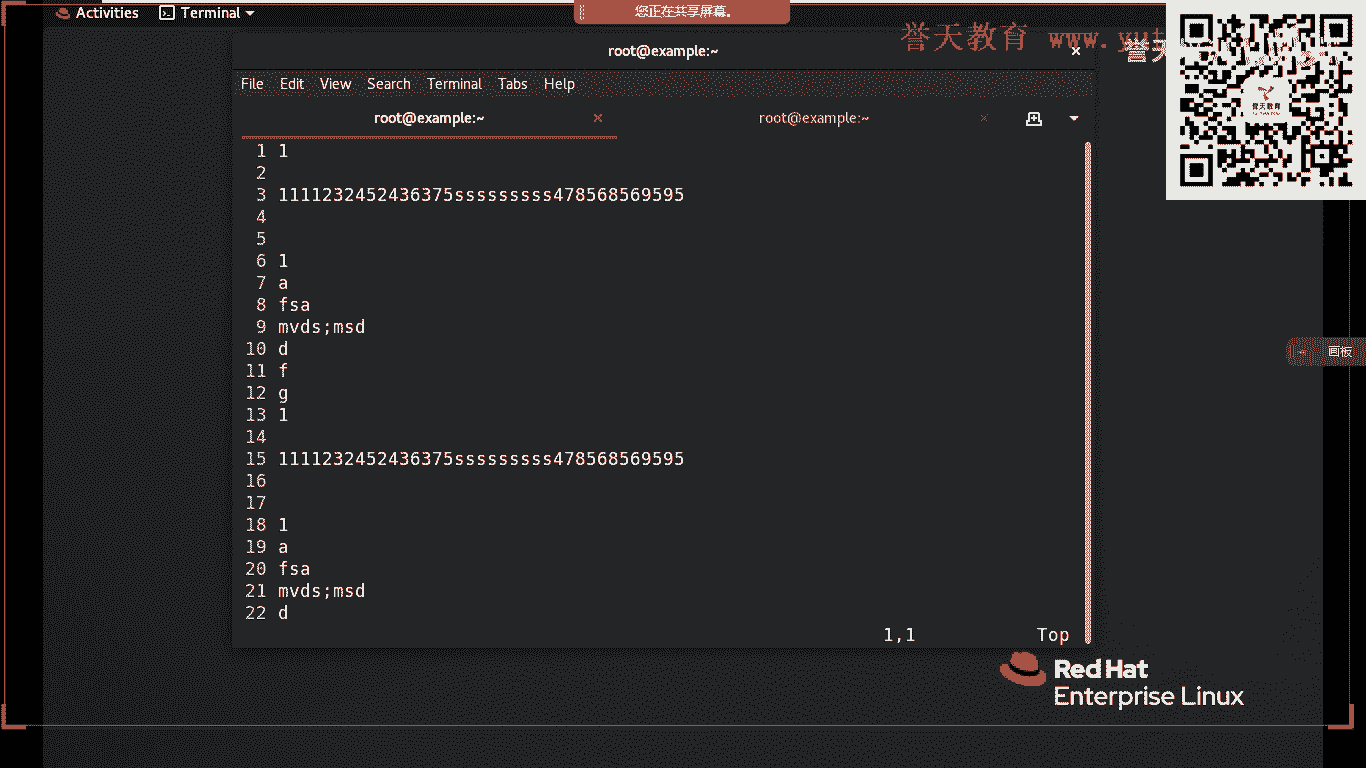 Activities Terminal
您正在共享屏幕。
誉天教育 www.yut
誉天
root@example:~
File Edit View Search Terminal Tabs Help
root@example:~ root@example:~
誉天教育
1 1
2
3 1111232452436375sssssssss478568569595
4
5
6 1
7 a
8 fsa
9 mvds;msd
10 d
11 f
12 g
13 1
14
15 1111232452436375sssssssss478568569595
16
17
18 1
19 a
20 fsa
21 mvds;msd
22 d
1,1 Top
画板
Red Hat
Enterprise Linux